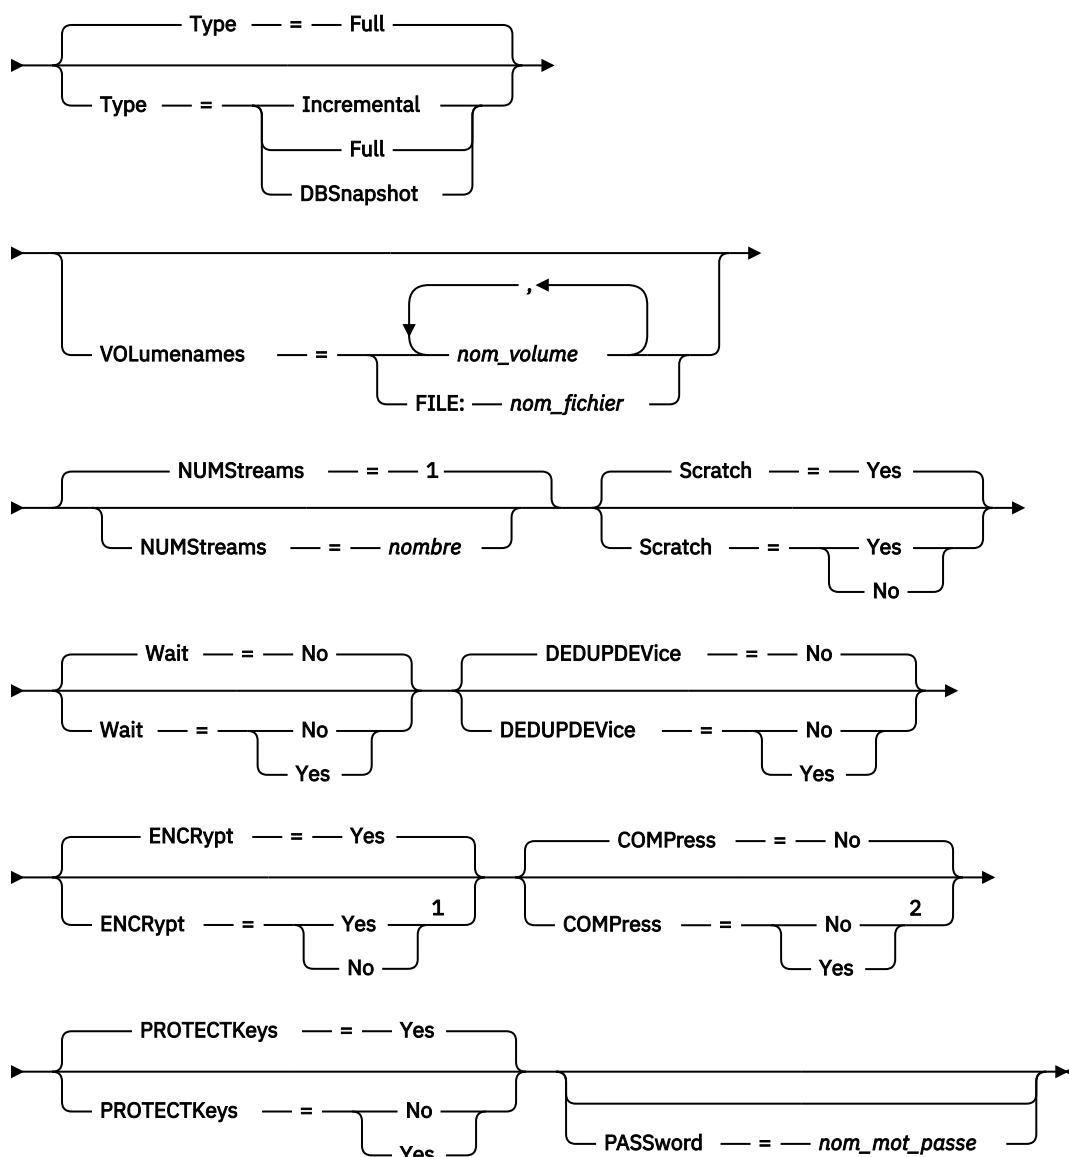 Type = Full
Type = Incremental
Full
DBSnapshot
,
VOLumenames = nom_volume
FILE: nom_fichier
NUMStreams = 1 Scratch = Yes
NUMStreams = nombre Scratch = Yes
No
Wait = No DEDUPDEVice = No
Wait = No DEDUPDEVice = No
Yes Yes
ENCRypt = Yes COMPress = No
ENCRypt = Yes 1 COMPress = No 2
No Yes
PROTECTKeys = Yes
PROTECTKeys = No
Yes PASSword = nom_mot_passe